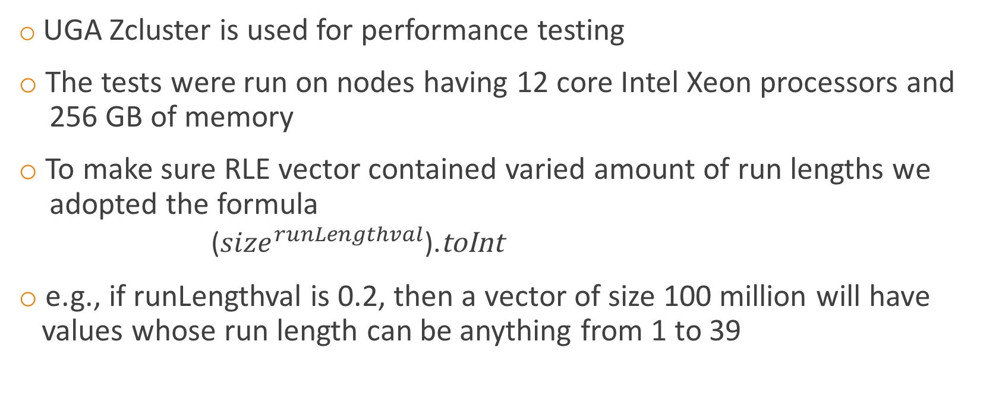 o UGA Zcluster is used for performance testing
o The tests were run on nodes having 12 core Intel Xeon processors and
256 GB of memory
o To make sure RLE vector contained varied amount of run lengths we
adopted the formula
(size^runLengthval).toInt
o e.g., if runLengthval is 0.2, then a vector of size 100 million will have
values whose run length can be anything from 1 to 39